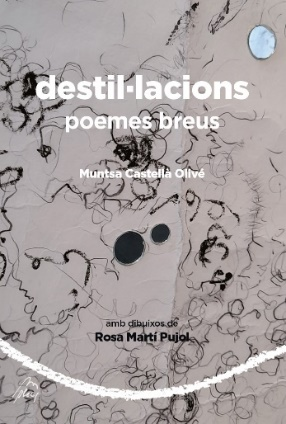 destil·lacions
poemes breus
Muntsa Castellà Olivé
amb dibuixos de
Rosa Martí Pujol